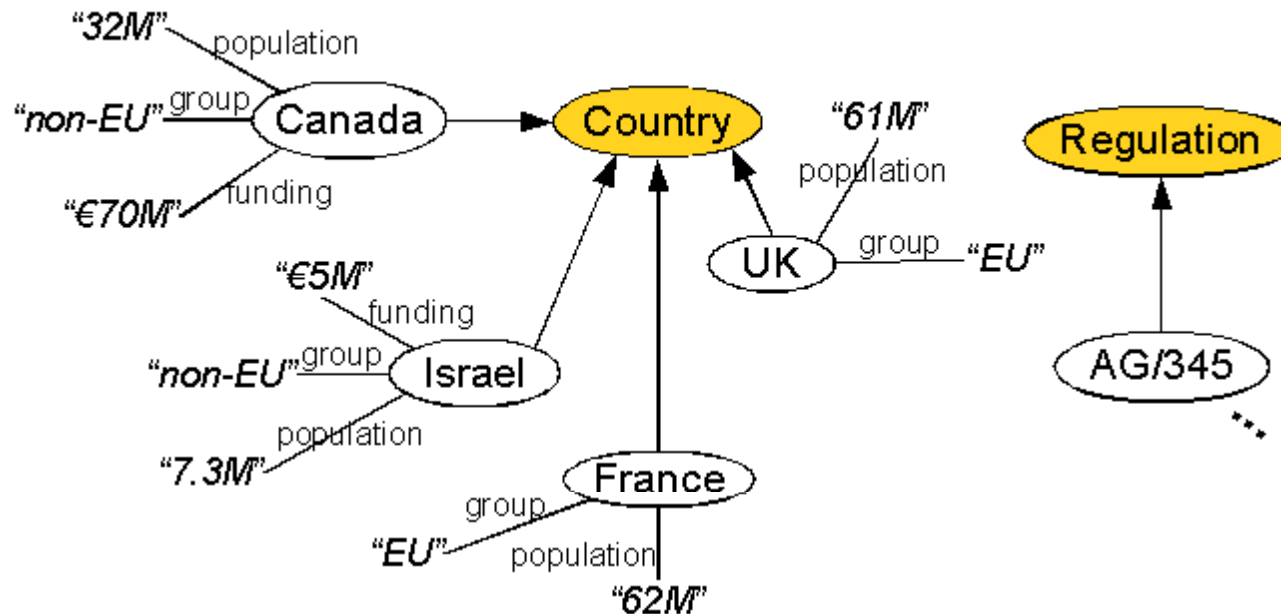 “32M”
population
“non-EU”
group
Canada
funding
“€70M”
Country
“61M”
population
UK
group
“EU”
Regulation
AG/345
...
“€5M”
funding
“non-EU”
group
Israel
population
“7.3M”
France
group
“EU”
population
“62M”